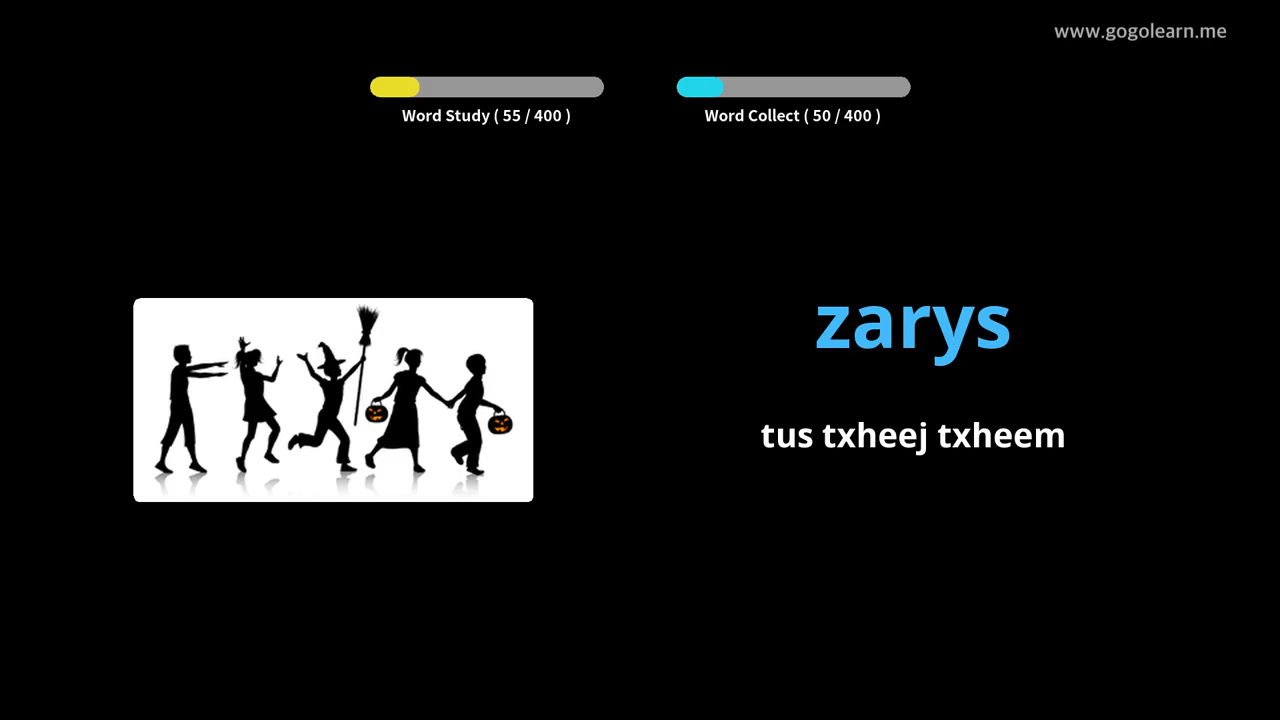 www.gogolearn.me
Word Study ( 55 / 400 )
Word Collect ( 50 / 400 )
zarys
tus txheej txheem